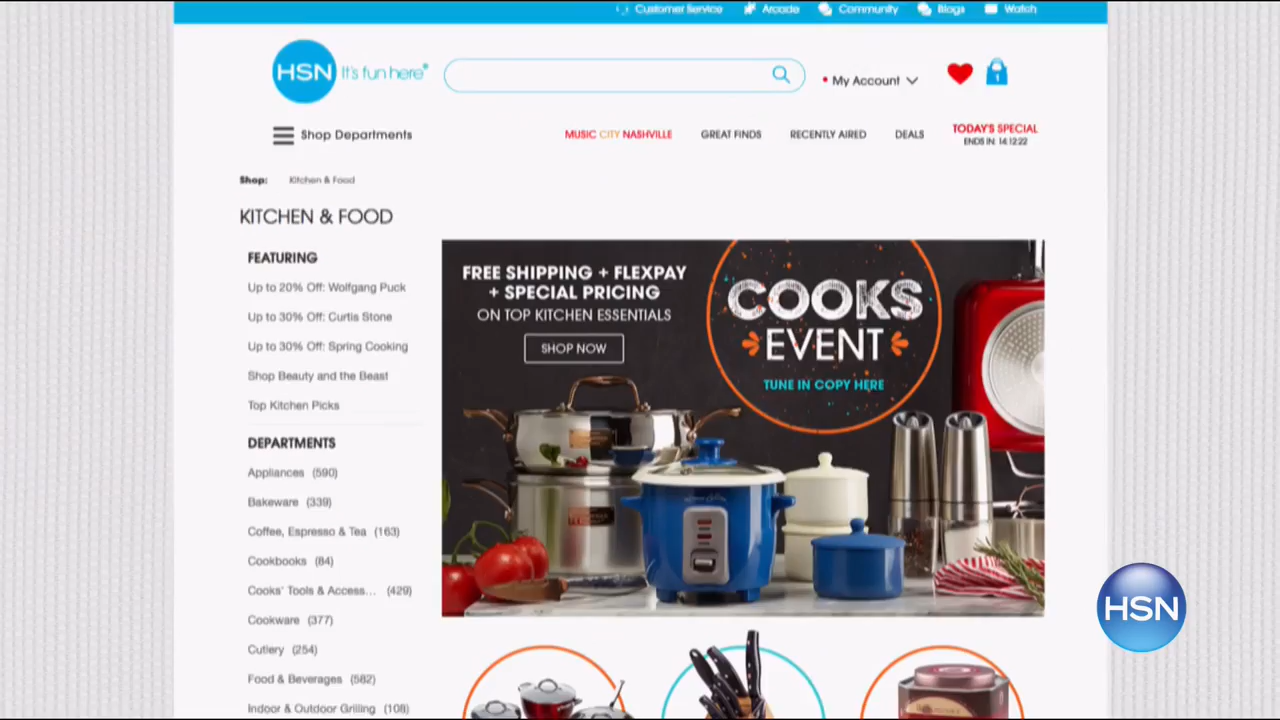 Customer Service Arcade Community Blogs Watch
HSN It's fun here®
My Account
1
Shop Departments
MUSIC CITY NASHVILLE
GREAT FINDS
RECENTLY AIRED
DEALS
TODAY'S SPECIAL
ENDS IN: 14:12:22
Shop: Kitchen & Food
KITCHEN & FOOD
FEATURING
Up to 20% Off: Wolfgang Puck
Up to 30% Off: Curtis Stone
Up to 30% Off: Spring Cooking
Shop Beauty and the Beast
Top Kitchen Picks
DEPARTMENTS
Appliances (590)
Bakeware (339)
Coffee, Espresso & Tea (163)
Cookbooks (84)
Cooks' Tools & Access... (429)
Cookware (377)
Cutlery (254)
Food & Beverages (582)
Indoor & Outdoor Grilling (108)
FREE SHIPPING + FLEXPAY
+ SPECIAL PRICING
ON TOP KITCHEN ESSENTIALS
SHOP NOW
COOKS
EVENT
TUNE IN COPY HERE
HSN